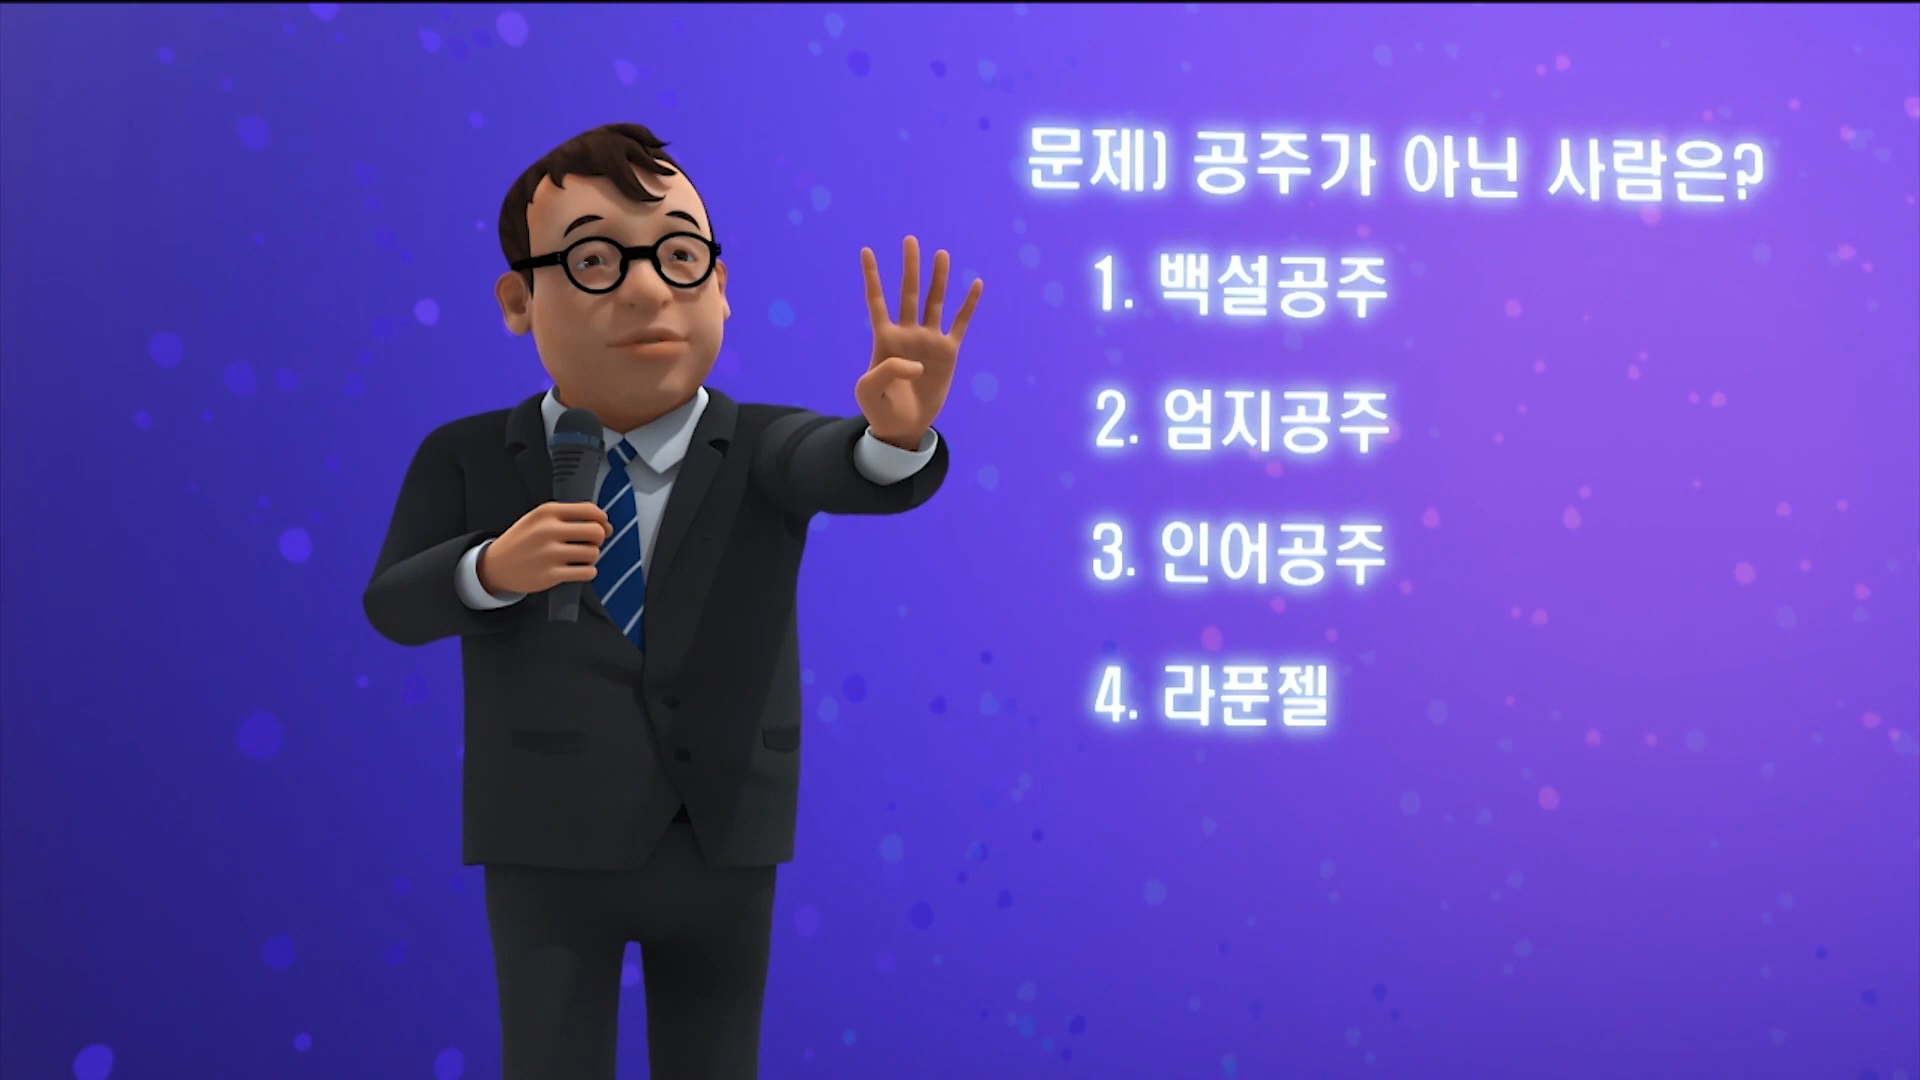 문제) 공주가 아닌 사람은?
1. 백설공주
2. 엄지공주
3. 인어공주
4. 라푼젤